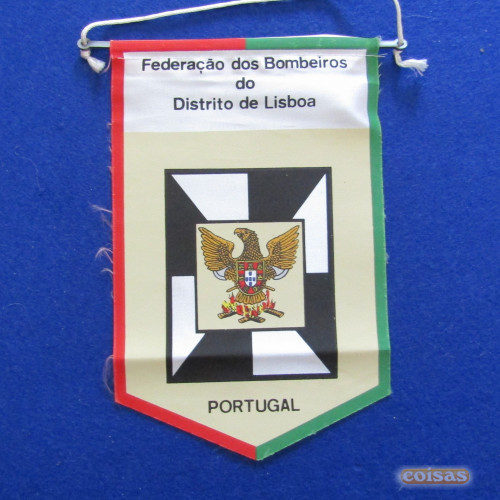 Federação dos Bombeiros
do
Distrito de Lisboa
PORTUGAL
coisas